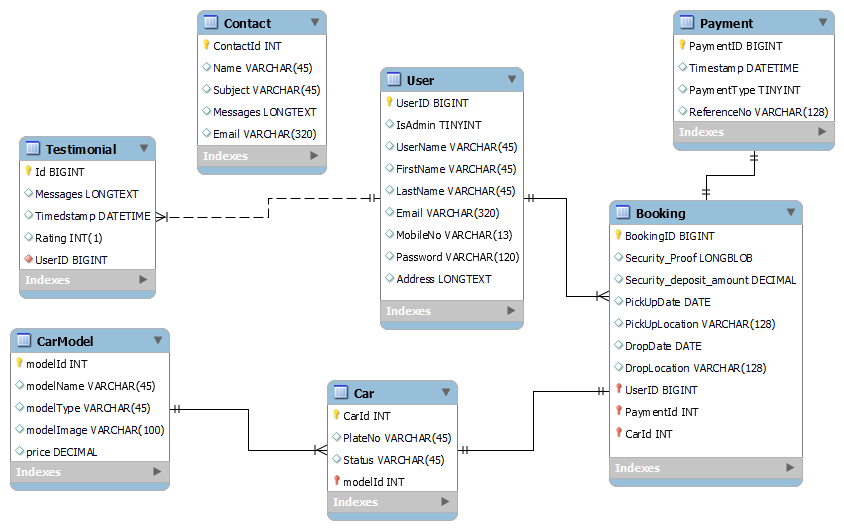 Contact
ContactId INT
Name VARCHAR(45)
Subject VARCHAR(45)
Messages LONGTEXT
Email VARCHAR(320)
Indexes
Payment
PaymentID BIGINT
Timestamp DATETIME
PaymentType TINYINT
ReferenceNo VARCHAR(128)
Indexes
User
UserID BIGINT
IsAdmin TINYINT
UserName VARCHAR(45)
FirstName VARCHAR(45)
LastName VARCHAR(45)
Email VARCHAR(320)
MobileNo VARCHAR(13)
Password VARCHAR(120)
Address LONGTEXT
Indexes
Testimonial
Id BIGINT
Messages LONGTEXT
Timedstamp DATETIME
Rating INT(1)
UserID BIGINT
Indexes
Booking
BookingID BIGINT
Security_Proof LONGBLOB
Security_deposit_amount DECIMAL
PickUpDate DATE
PickUpLocation VARCHAR(128)
DropDate DATE
DropLocation VARCHAR(128)
UserID BIGINT
PaymentId INT
CarId INT
Indexes
CarModel
modelId INT
modelName VARCHAR(45)
modelType VARCHAR(45)
modelImage VARCHAR(100)
price DECIMAL
Indexes
Car
CarId INT
PlateNo VARCHAR(45)
Status VARCHAR(45)
modelId INT
Indexes